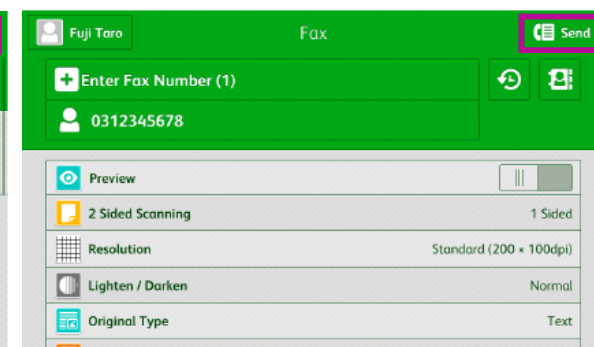 Fuji Taro
Fax
Send
Enter Fax Number (1)
0312345678
Preview
2 Sided Scanning
1 Sided
Resolution
Standard (200 × 100dpi)
Lighten / Darken
Normal
Original Type
Text